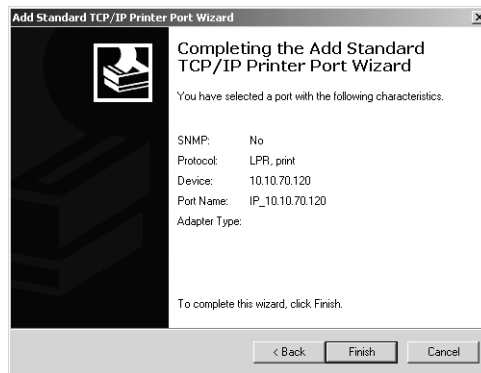 Add Standard TCP/IP Printer Port Wizard
Completing the Add Standard
TCP/IP Printer Port Wizard
You have selected a port with the following characteristics.
SNMP: No
Protocol: LPR, print
Device: 10.10.70.120
Port Name: IP_10.10.70.120
Adapter Type:
To complete this wizard, click Finish.
< Back Finish Cancel